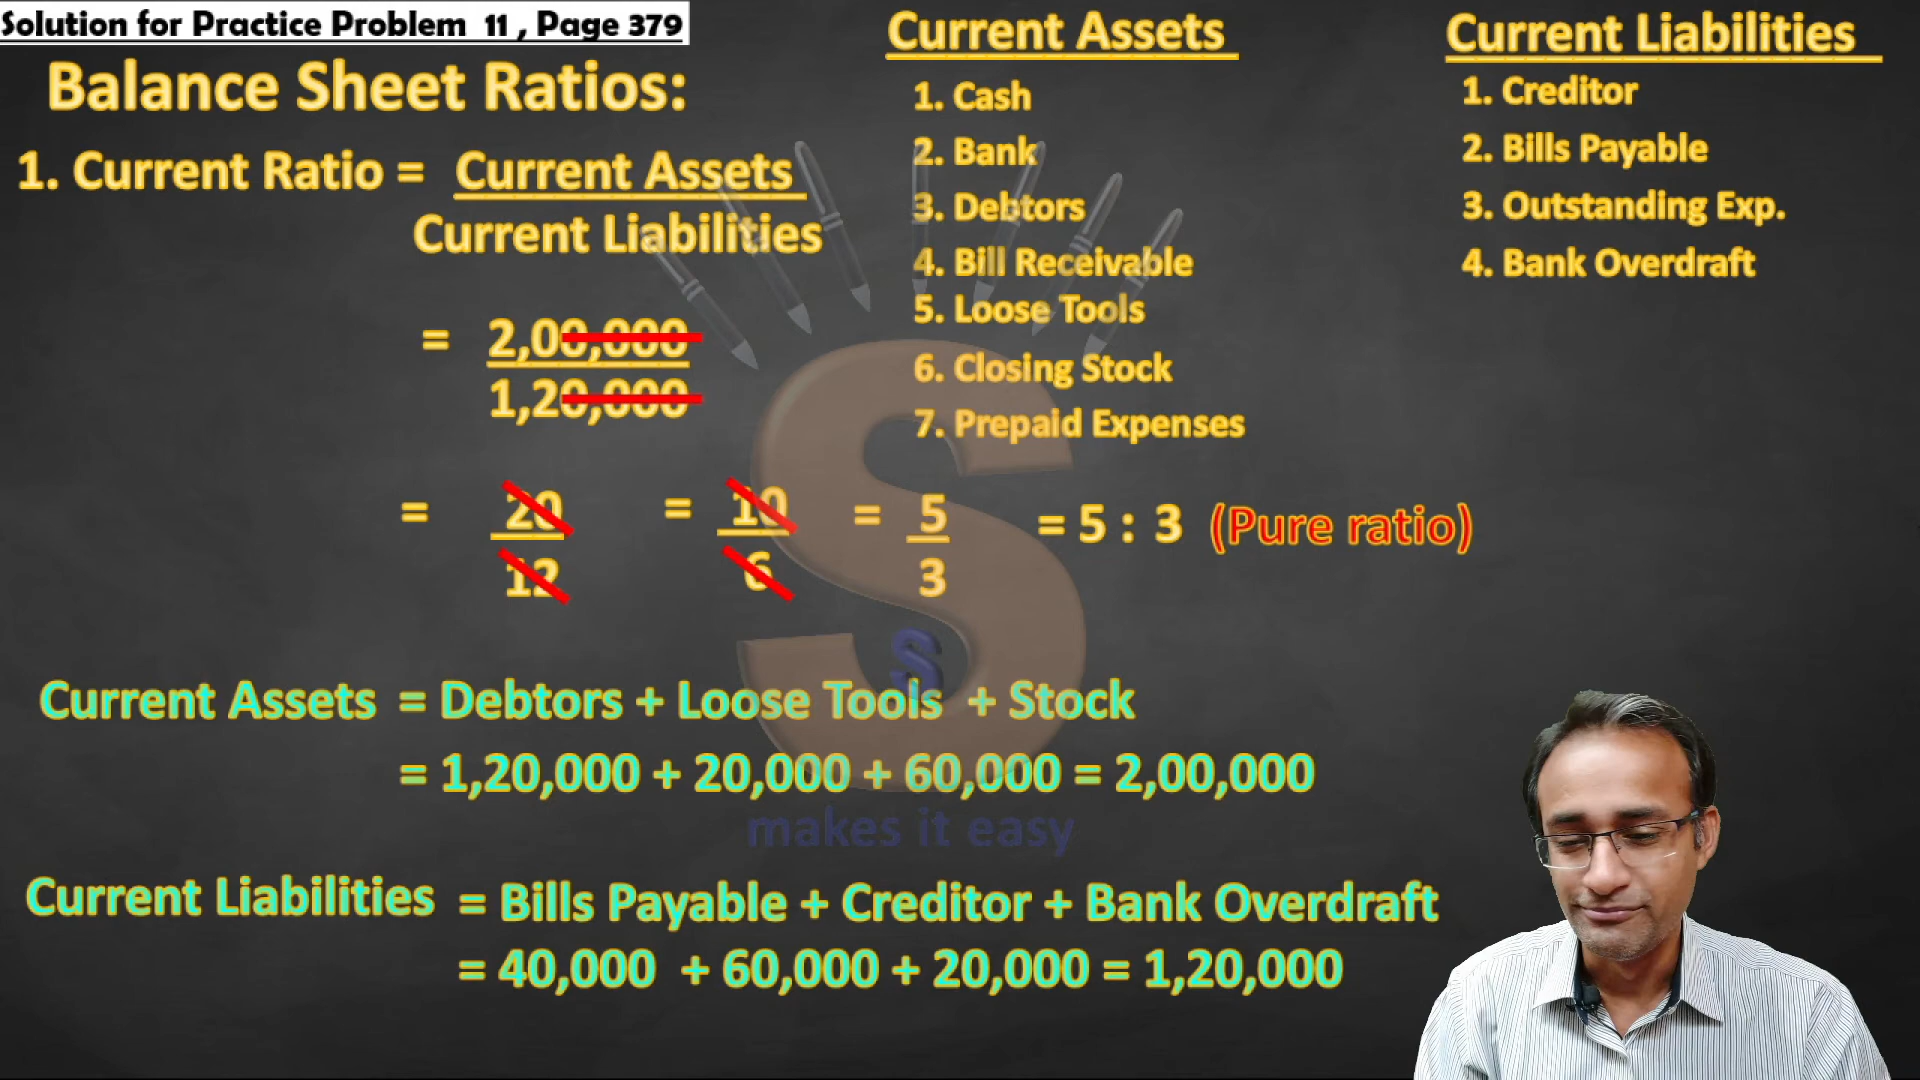 Solution for Practice Problem 11 , Page 379
Balance Sheet Ratios:
1. Current Ratio = Current Assets
Current Liabilities
= 2,00,000
1,20,000
= 20 = 10 = 5 = 5 : 3 (Pure ratio)
12 6 3
Current Assets
1. Cash
2. Bank
3. Debtors
4. Bill Receivable
5. Loose Tools
6. Closing Stock
7. Prepaid Expenses
Current Liabilities
1. Creditor
2. Bills Payable
3. Outstanding Exp.
4. Bank Overdraft
Current Assets = Debtors + Loose Tools + Stock
= 1,20,000 + 20,000 + 60,000 = 2,00,000
Current Liabilities = Bills Payable + Creditor + Bank Overdraft
= 40,000 + 60,000 + 20,000 = 1,20,000
S
S
makes it easy